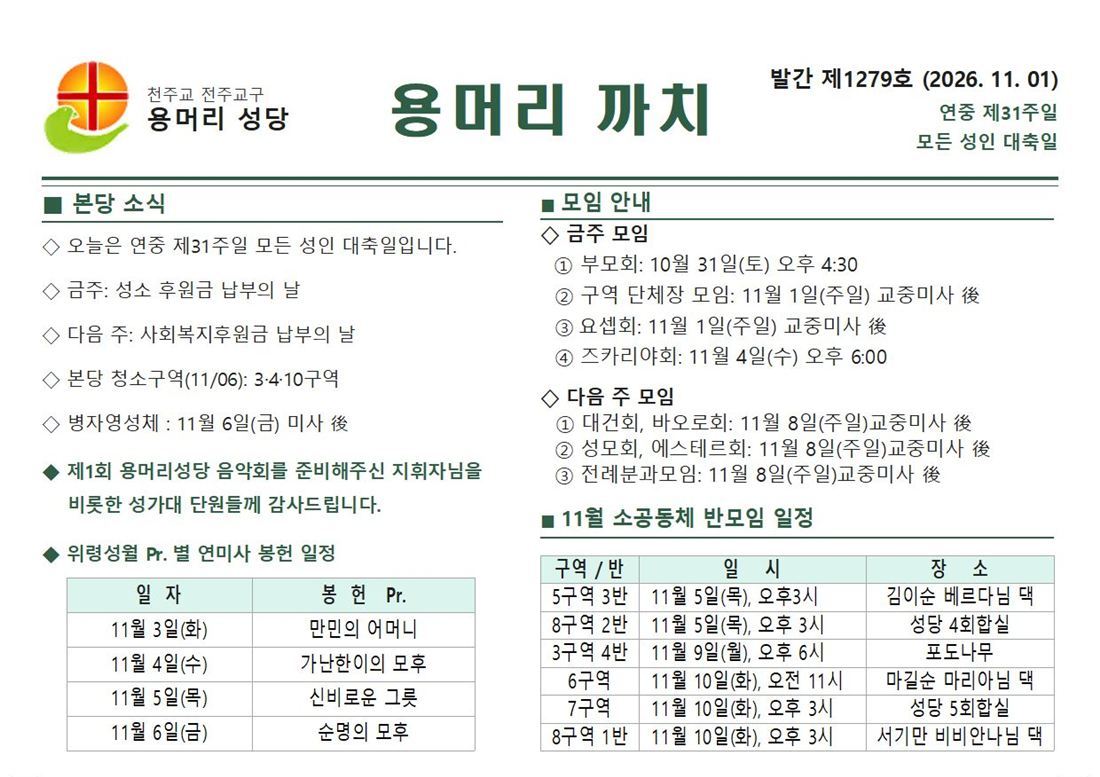 천주교 전주교구
용머리 성당
용머리 까치
발간 제1279호 (2026. 11. 01)
연중 제31주일
모든 성인 대축일
■ 본당 소식
◇ 오늘은 연중 제31주일 모든 성인 대축일입니다.
◇ 금주: 성소 후원금 납부의 날
◇ 다음 주: 사회복지후원금 납부의 날
◇ 본당 청소구역(11/06): 3·4·10구역
◇ 병자영성체 : 11월 6일(금) 미사 後
◆ 제1회 용머리성당 음악회를 준비해주신 지휘자님을
비롯한 성가대 단원들께 감사드립니다.
◆ 위령성월 Pr. 별 연미사 봉헌 일정
일 자 봉 헌 Pr.
11월 3일(화) 만민의 어머니
11월 4일(수) 가난한이의 모후
11월 5일(목) 신비로운 그릇
11월 6일(금) 순명의 모후
■ 모임 안내
◇ 금주 모임
① 부모회: 10월 31일(토) 오후 4:30
② 구역 단체장 모임: 11월 1일(주일) 교중미사 後
③ 요셉회: 11월 1일(주일) 교중미사 後
④ 즈카리야회: 11월 4일(수) 오후 6:00
◇ 다음 주 모임
① 대건회, 바오로회: 11월 8일(주일)교중미사 後
② 성모회, 에스테르회: 11월 8일(주일)교중미사 後
③ 전례분과모임: 11월 8일(주일)교중미사 後
■ 11월 소공동체 반모임 일정
구역 / 반 일 시 장 소
5구역 3반 11월 5일(목), 오후3시 김이순 베르다님 댁
8구역 2반 11월 5일(목), 오후 3시 성당 4회합실
3구역 4반 11월 9일(월), 오후 6시 포도나무
6구역 11월 10일(화), 오전 11시 마길순 마리아님 댁
7구역 11월 10일(화), 오후 3시 성당 5회합실
8구역 1반 11월 10일(화), 오후 3시 서기만 비비안나님 댁